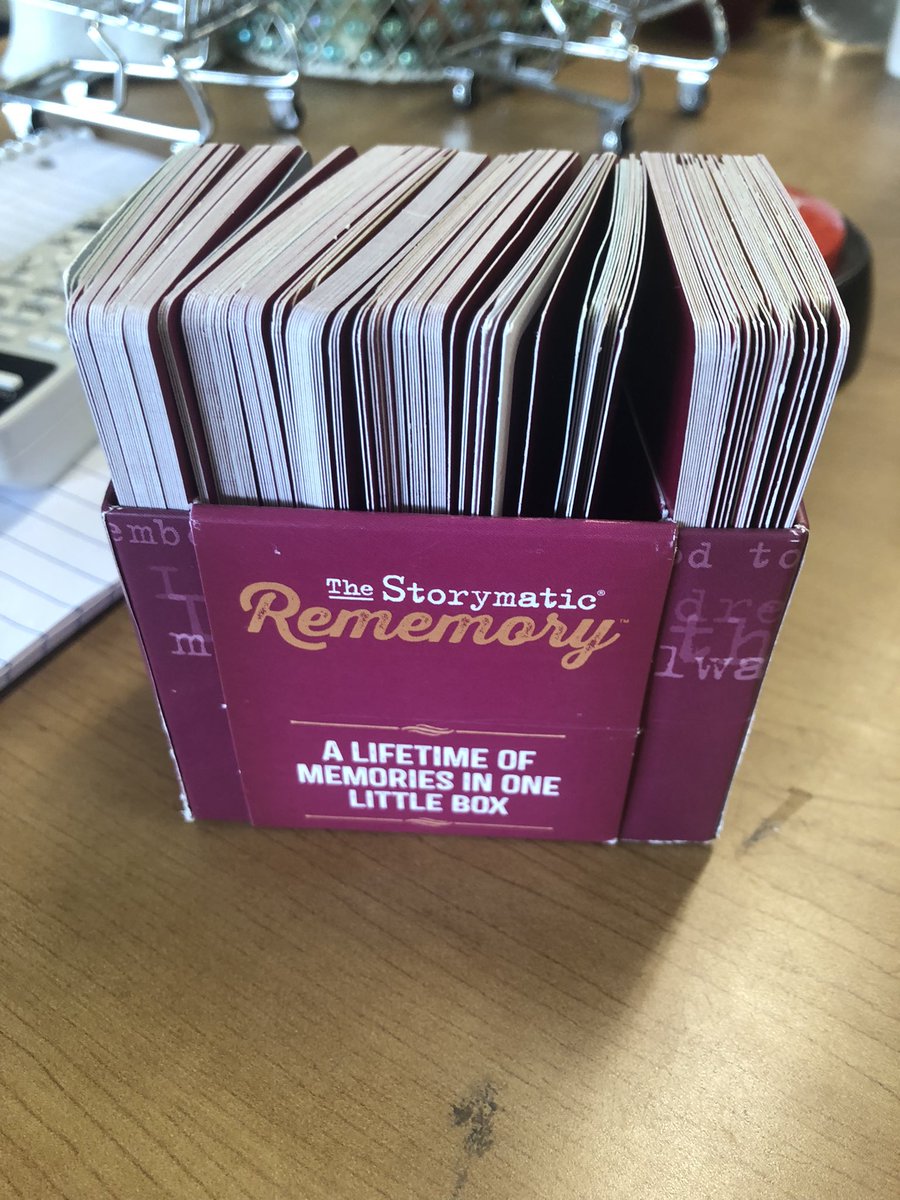 The Storymatic®
Rememory™
A LIFETIME OF
MEMORIES IN ONE
LITTLE BOX